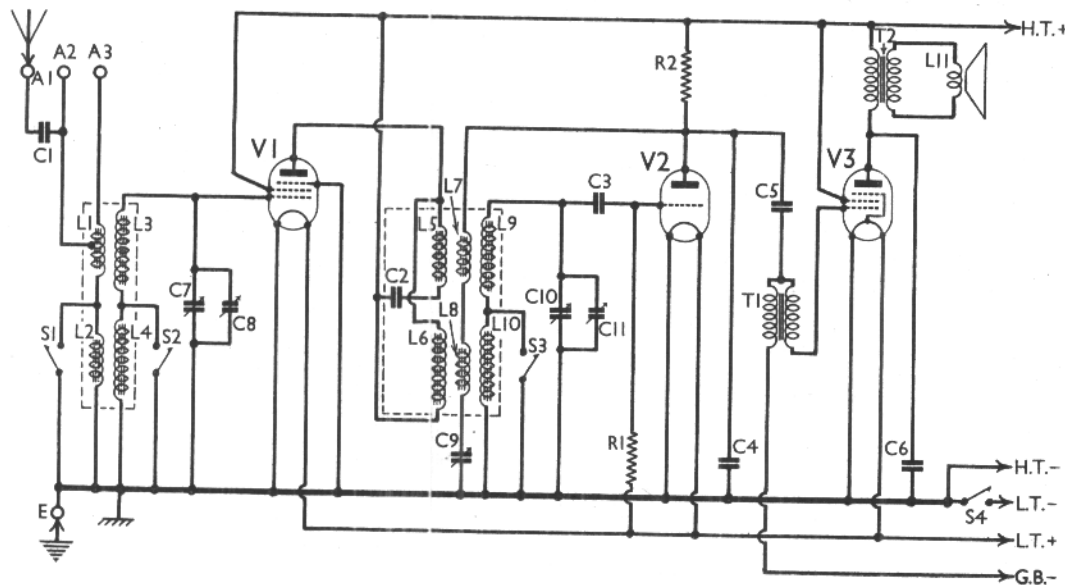 A1
A2
A3
H.T.+
T2
L11
R2
C1
V1
V2
V3
L7
C3
C5
L1
L3
L5
L9
C2
C7
C8
C10
C11
T1
L8
S1
L2
L4
S2
L6
L10
S3
C9
R1
C4
C6
H.T.-
S4
L.T.-
E
L.T.+
G.B.-